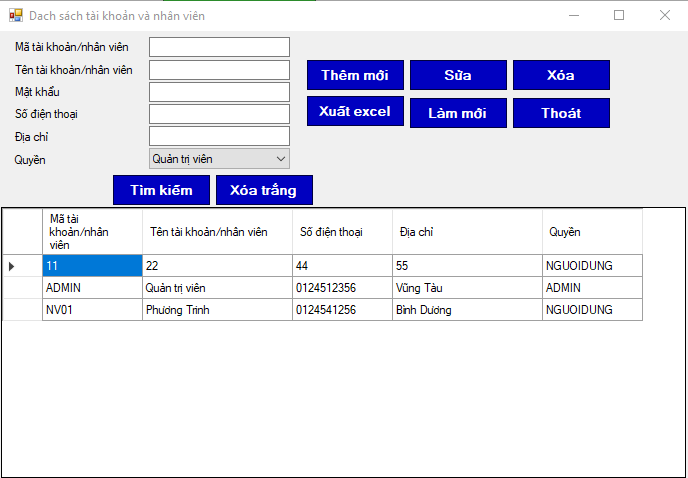 Dach sách tài khoản và nhân viên
Mã tài khoản/nhân viên
Tên tài khoản/nhân viên
Mật khẩu
Số điện thoại
Địa chỉ
Quyền
Quản trị viên
Thêm mới
Sửa
Xóa
Xuất excel
Làm mới
Thoát
Tìm kiếm
Xóa trắng
Mã tài
khoản/nhân
viên
Tên tài khoản/nhân viên
Số điện thoại
Địa chỉ
Quyền
11 22 44 55 NGUOIDUNG
ADMIN Quản trị viên 0124512356 Vũng Tàu ADMIN
NV01 Phương Trinh 0124541256 Bình Dương NGUOIDUNG